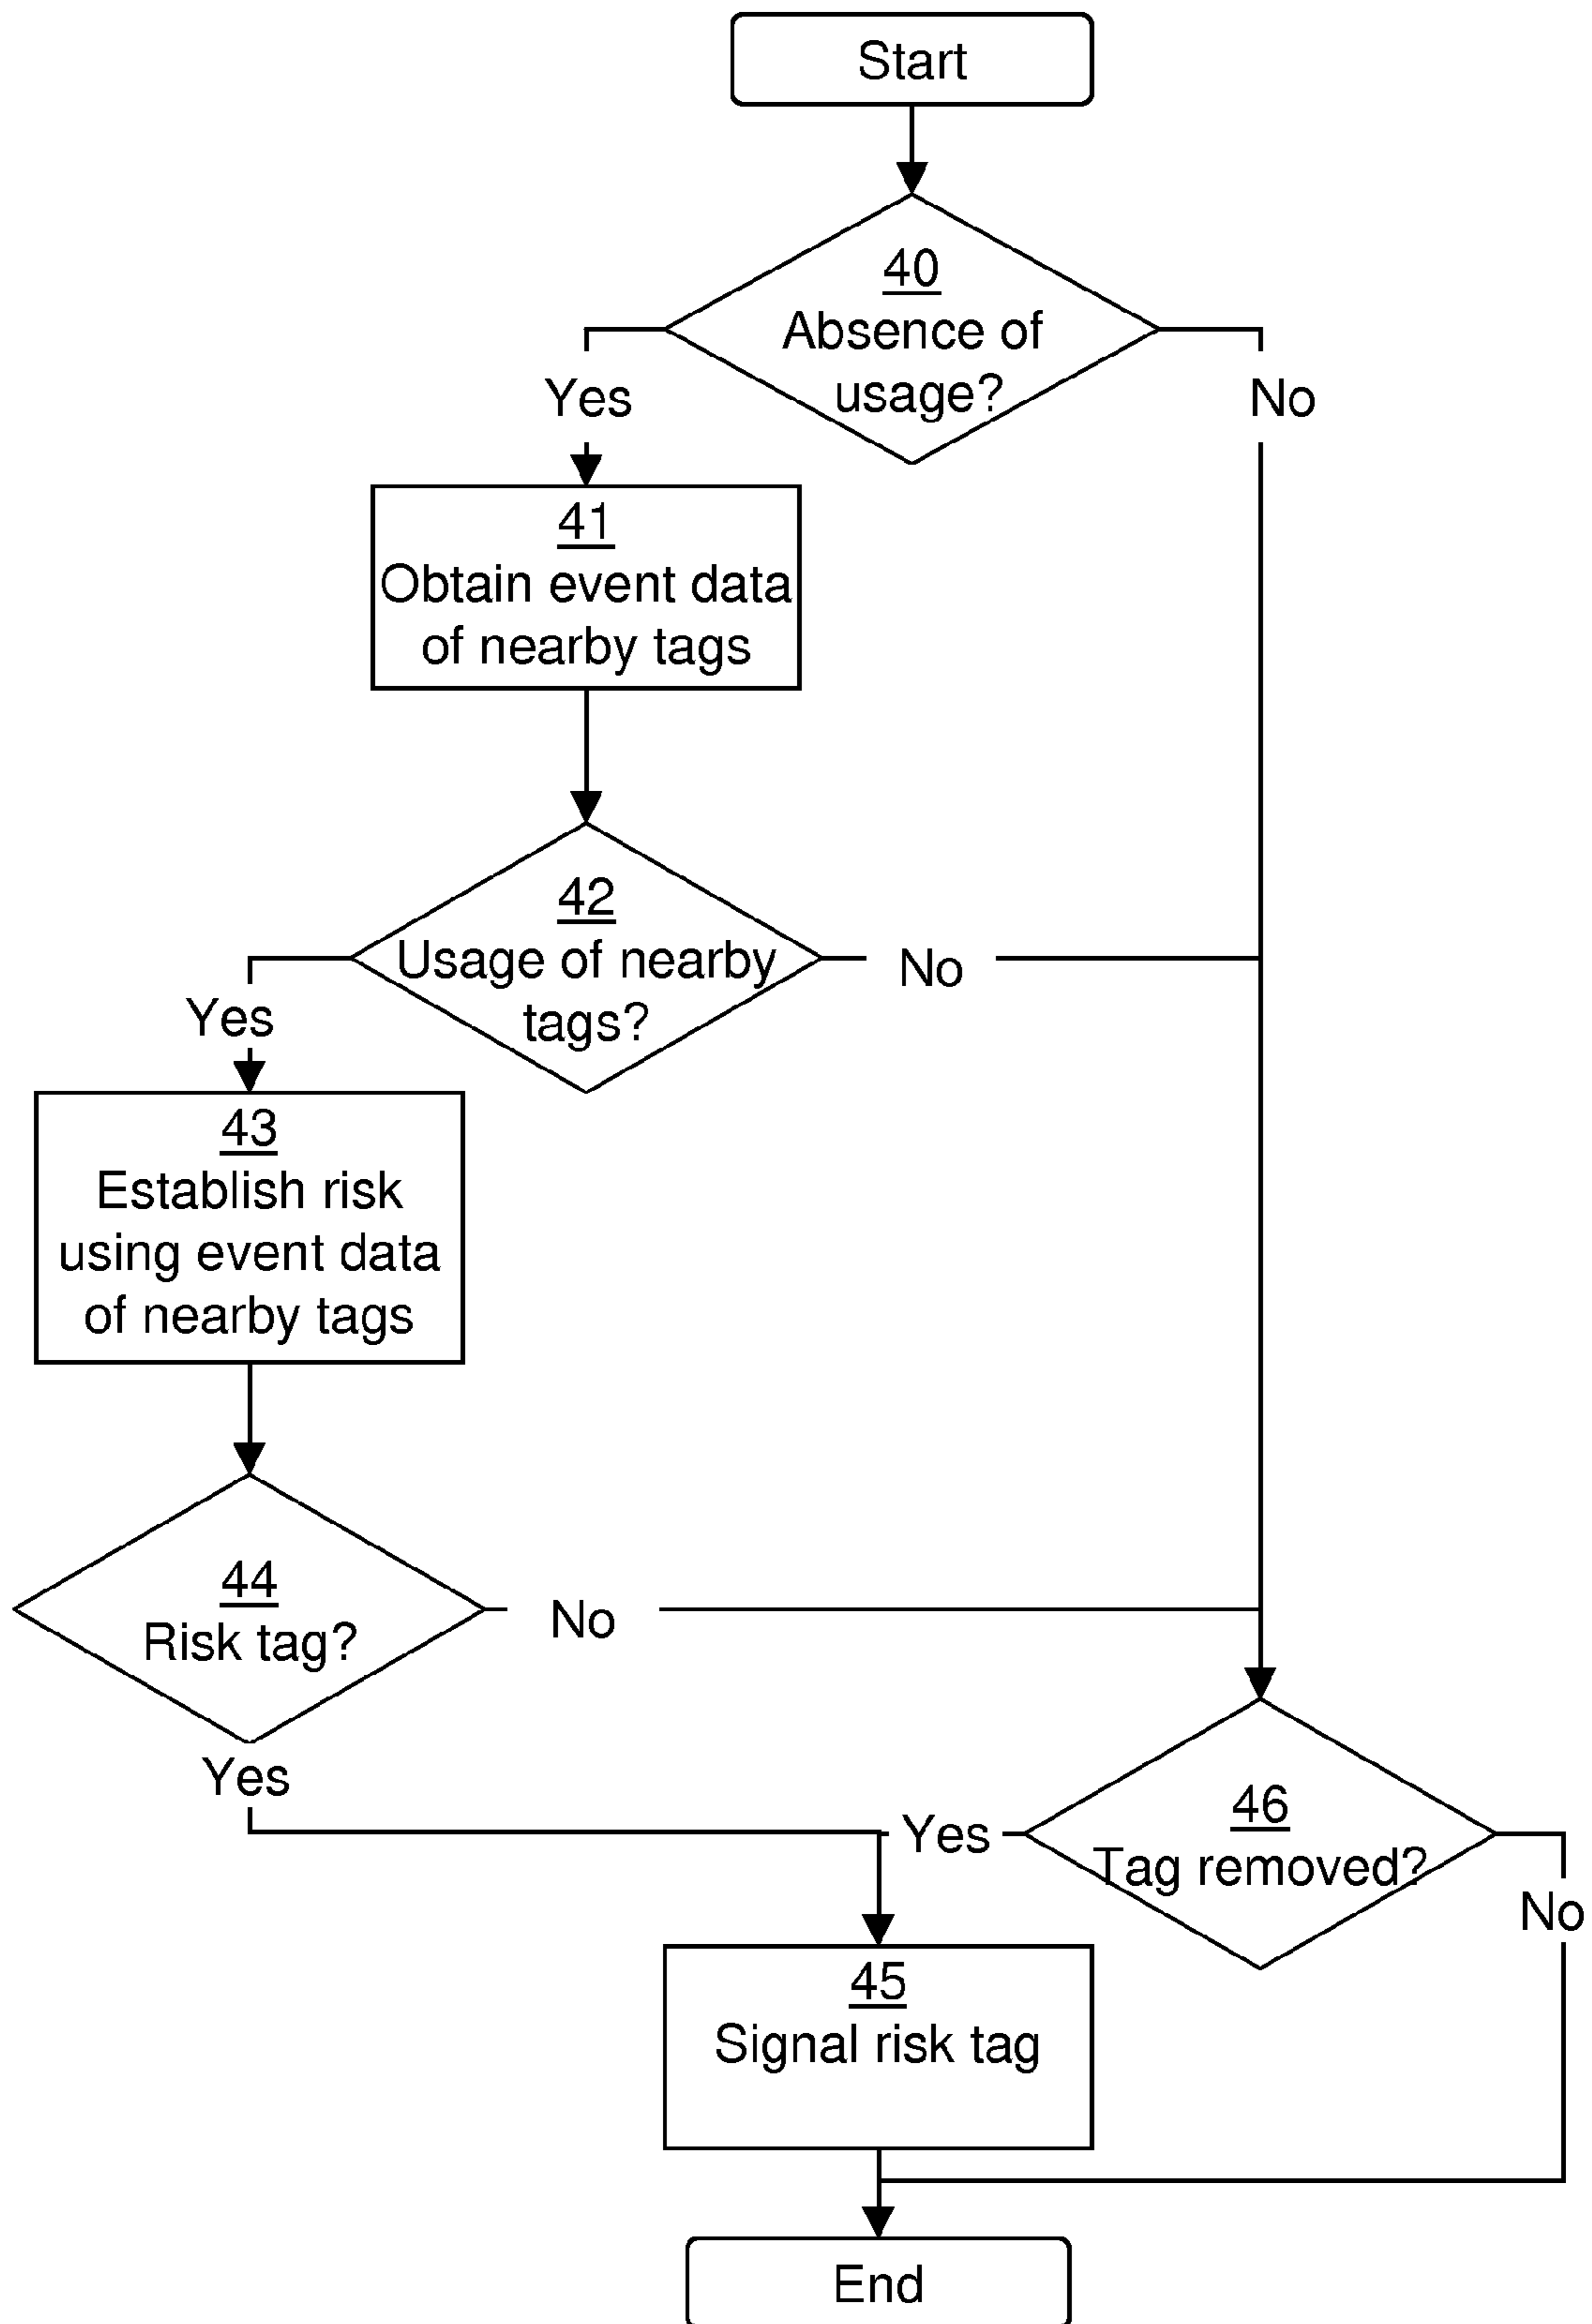 Start
40
Absence of
usage?
Yes
No
41
Obtain event data
of nearby tags
42
Usage of nearby
tags?
No
Yes
43
Establish risk
using event data
of nearby tags
44
Risk tag?
No
Yes
46
Tag removed?
Yes
No
45
Signal risk tag
End